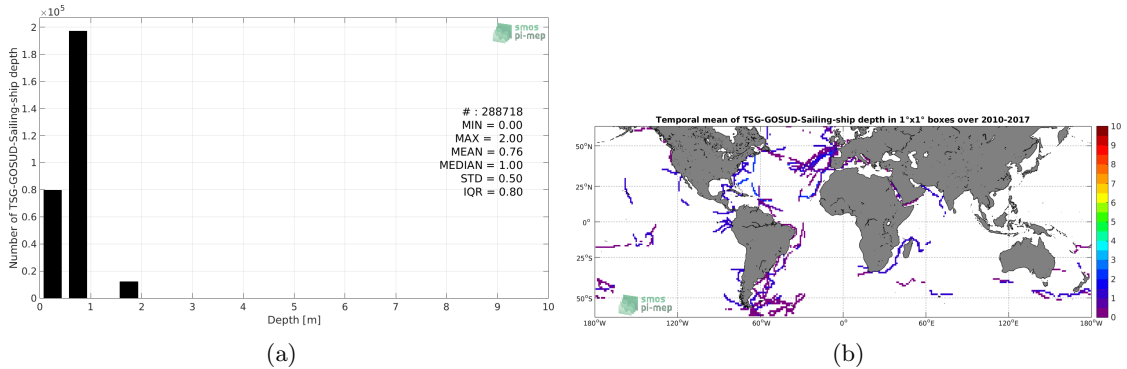 ×10⁵
2
1.8
1.6
1.4
1.2
1
0.8
0.6
0.4
0.2
0
Number of TSG-GOSUD-Sailing-ship depth
smos
pi-mep
# : 288718
MIN = 0.00
MAX = 2.00
MEAN = 0.76
MEDIAN = 1.00
STD = 0.50
IQR = 0.80
0 1 2 3 4 5 6 7 8 9 10
Depth [m]
(a)
Temporal mean of TSG-GOSUD-Sailing-ship depth in 1°x1° boxes over 2010-2017
50°N
25°N
0°
25°S
50°S
smos
pi-mep
180°W 120°W 60°W 0° 60°E 120°E 180°W
10
9
8
7
6
5
4
3
2
1
0
(b)